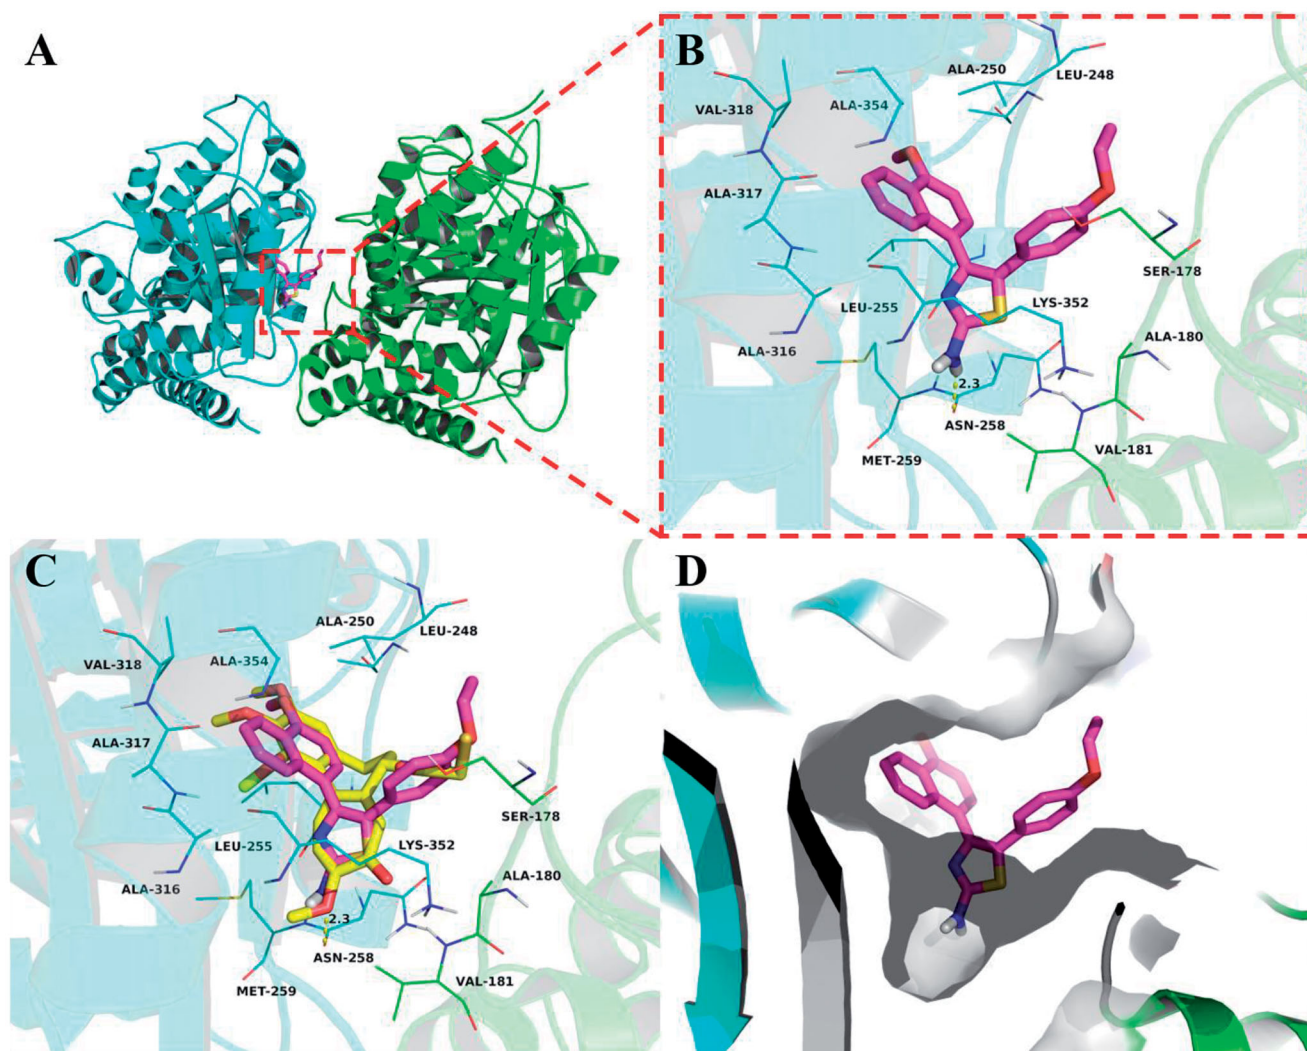 A
B
ALA-250
LEU-248
VAL-318
ALA-354
ALA-317
SER-178
LEU-255
LYS-352
ALA-316
ALA-180
2.3
ASN-258
VAL-181
MET-259
C
ALA-250
LEU-248
VAL-318
ALA-354
ALA-317
SER-178
LEU-255
LYS-352
ALA-316
ALA-180
2.3
ASN-258
VAL-181
MET-259
D